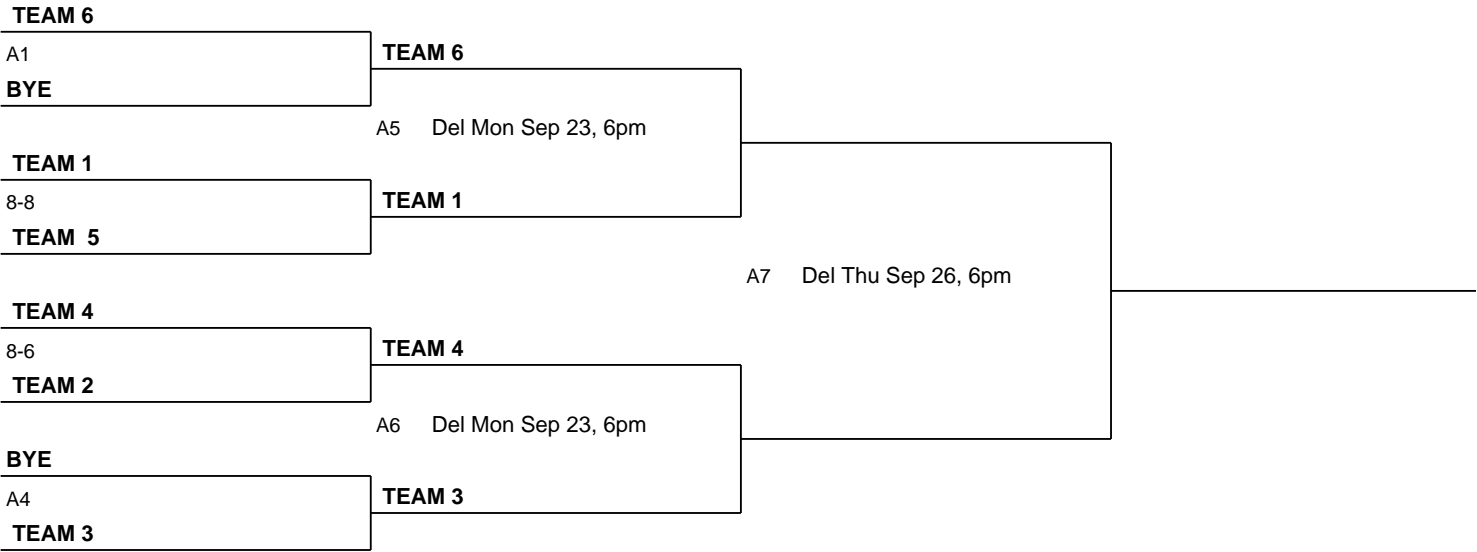 TEAM 6
A1
BYE
TEAM 6
A5 Del Mon Sep 23, 6pm
TEAM 1
8-8
TEAM 5
TEAM 1
A7 Del Thu Sep 26, 6pm
TEAM 4
8-6
TEAM 2
TEAM 4
A6 Del Mon Sep 23, 6pm
BYE
A4
TEAM 3
TEAM 3